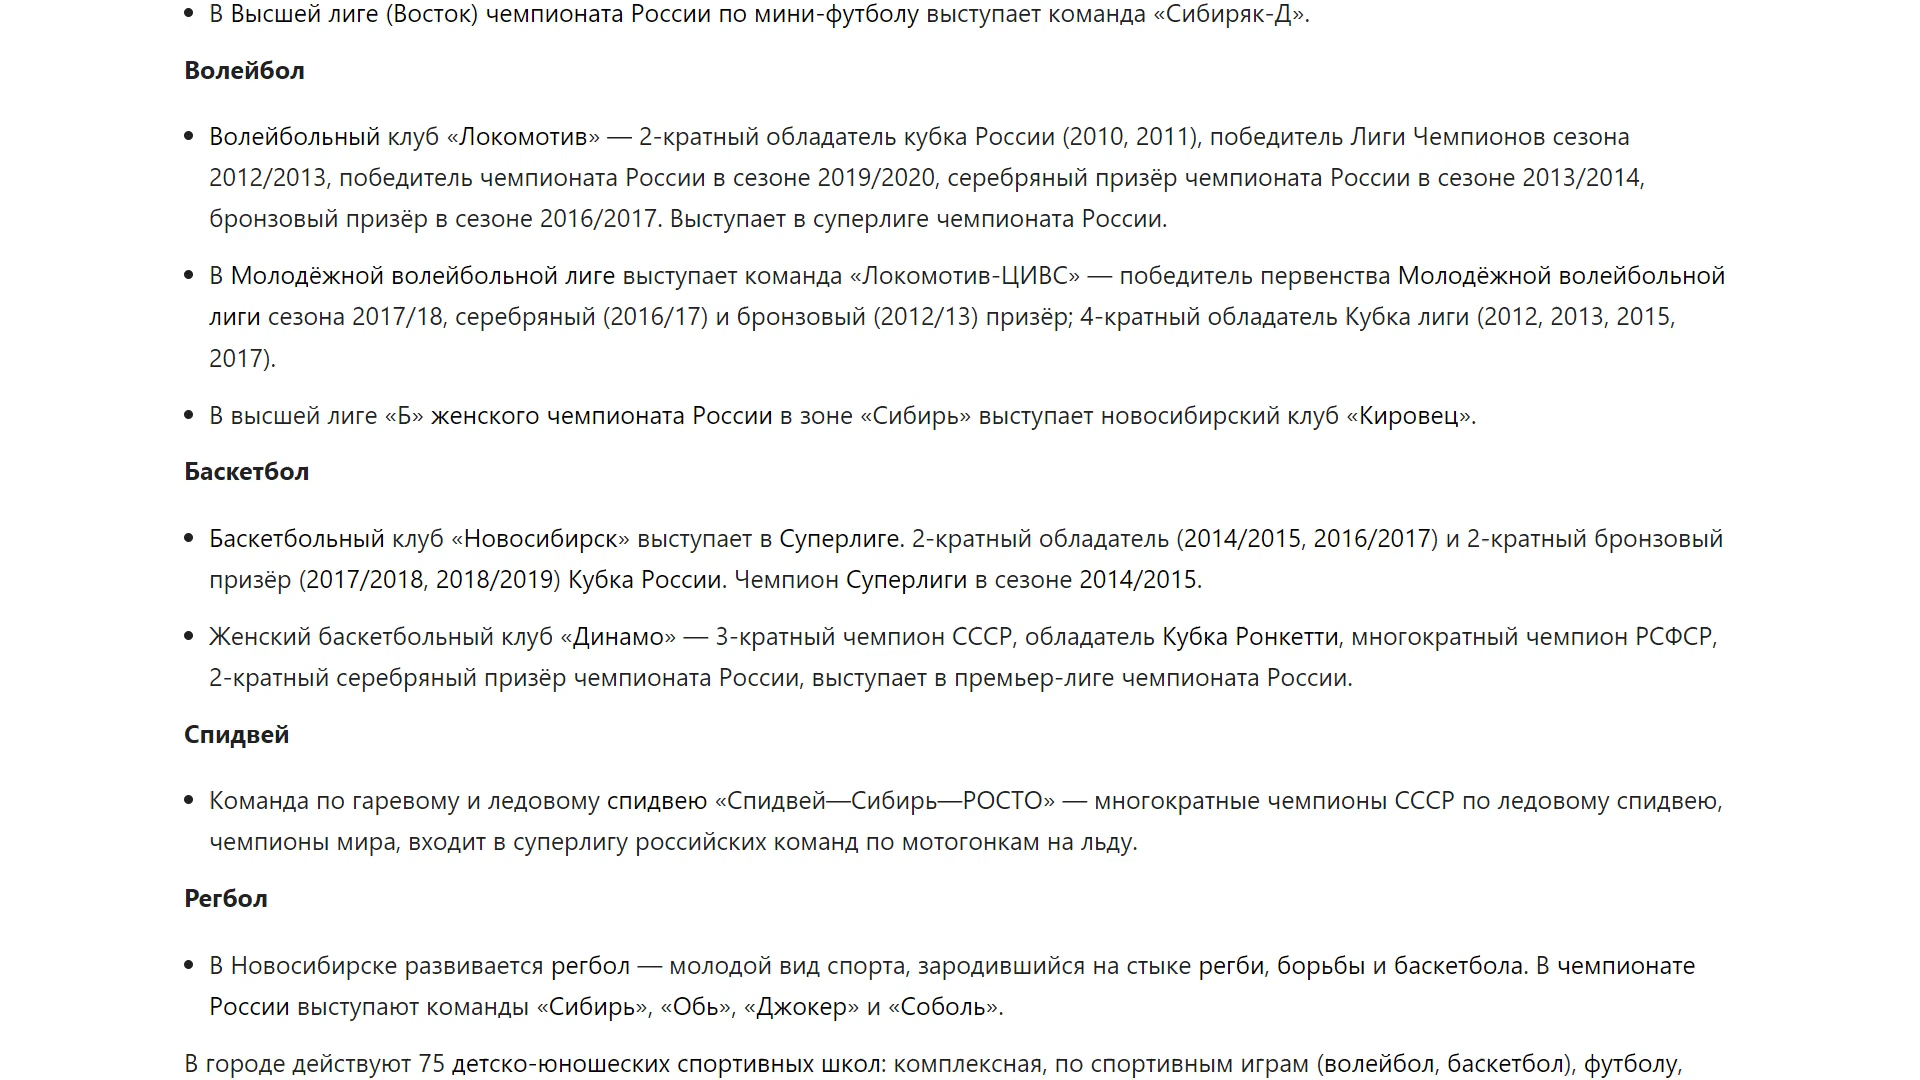 • В Высшей лиге (Восток) чемпионата России по мини-футболу выступает команда «Сибиряк-Д».
Волейбол
• Волейбольный клуб «Локомотив» — 2-кратный обладатель кубка России (2010, 2011), победитель Лиги Чемпионов сезона
2012/2013, победитель чемпионата России в сезоне 2019/2020, серебряный призёр чемпионата России в сезоне 2013/2014,
бронзовый призёр в сезоне 2016/2017. Выступает в суперлиге чемпионата России.
• В Молодёжной волейбольной лиге выступает команда «Локомотив-ЦИВС» — победитель первенства Молодёжной волейбольной
лиги сезона 2017/18, серебряный (2016/17) и бронзовый (2012/13) призёр; 4-кратный обладатель Кубка лиги (2012, 2013, 2015,
2017).
• В высшей лиге «Б» женского чемпионата России в зоне «Сибирь» выступает новосибирский клуб «Кировец».
Баскетбол
• Баскетбольный клуб «Новосибирск» выступает в Суперлиге. 2-кратный обладатель (2014/2015, 2016/2017) и 2-кратный бронзовый
призёр (2017/2018, 2018/2019) Кубка России. Чемпион Суперлиги в сезоне 2014/2015.
• Женский баскетбольный клуб «Динамо» — 3-кратный чемпион СССР, обладатель Кубка Ронкетти, многократный чемпион РСФСР,
2-кратный серебряный призёр чемпионата России, выступает в премьер-лиге чемпионата России.
Спидвей
• Команда по гаревому и ледовому спидвею «Спидвей—Сибирь—РОСТО» — многократные чемпионы СССР по ледовому спидвею,
чемпионы мира, входит в суперлигу российских команд по мотогонкам на льду.
Регбол
• В Новосибирске развивается регбол — молодой вид спорта, зародившийся на стыке регби, борьбы и баскетбола. В чемпионате
России выступают команды «Сибирь», «Обь», «Джокер» и «Соболь».
В городе действуют 75 детско-юношеских спортивных школ: комплексная, по спортивным играм (волейбол, баскетбол), футболу,